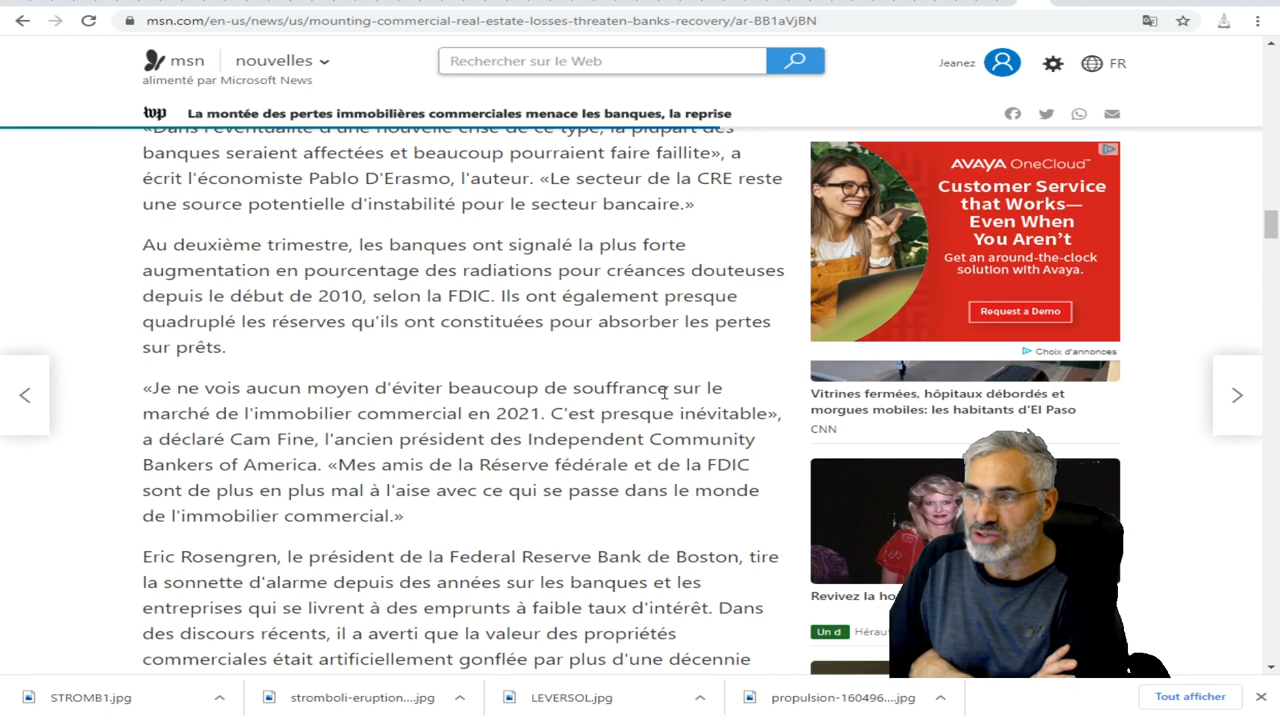 msn.com/en-us/news/us/mounting-commercial-real-estate-losses-threaten-banks-recovery/ar-BB1aVjBN
msn nouvelles
Rechercher sur le Web
Jeanez
FR
alimenté par Microsoft News
wp La montée des pertes immobilières commerciales menace les banques, la reprise
«Dans l'éventualité d'une nouvelle crise de ce type, la plupart des
banques seraient affectées et beaucoup pourraient faire faillite», a
écrit l'économiste Pablo D'Erasmo, l'auteur. «Le secteur de la CRE reste
une source potentielle d'instabilité pour le secteur bancaire.»
Au deuxième trimestre, les banques ont signalé la plus forte
augmentation en pourcentage des radiations pour créances douteuses
depuis le début de 2010, selon la FDIC. Ils ont également presque
quadruplé les réserves qu'ils ont constituées pour absorber les pertes
sur prêts.
«Je ne vois aucun moyen d'éviter beaucoup de souffrance sur le
marché de l'immobilier commercial en 2021. C'est presque inévitable»,
a déclaré Cam Fine, l'ancien président des Independent Community
Bankers of America. «Mes amis de la Réserve fédérale et de la FDIC
sont de plus en plus mal à l'aise avec ce qui se passe dans le monde
de l'immobilier commercial.»
Eric Rosengren, le président de la Federal Reserve Bank de Boston, tire
la sonnette d'alarme depuis des années sur les banques et les
entreprises qui se livrent à des emprunts à faible taux d'intérêt. Dans
des discours récents, il a averti que la valeur des propriétés
commerciales était artificiellement gonflée par plus d'une décennie
AVAYA OneCloud™
Customer Service
that Works—
Even When
You Aren't
Get an around-the-clock
solution with Avaya.
Request a Demo
Choix d'annonces
Vitrines fermées, hôpitaux débordés et
morgues mobiles: les habitants d'El Paso
CNN
Revivez la
Un d
STROMB1.jpg
stromboli-eruption....jpg
LEVERSOL.jpg
propulsion-160496....jpg
Tout afficher